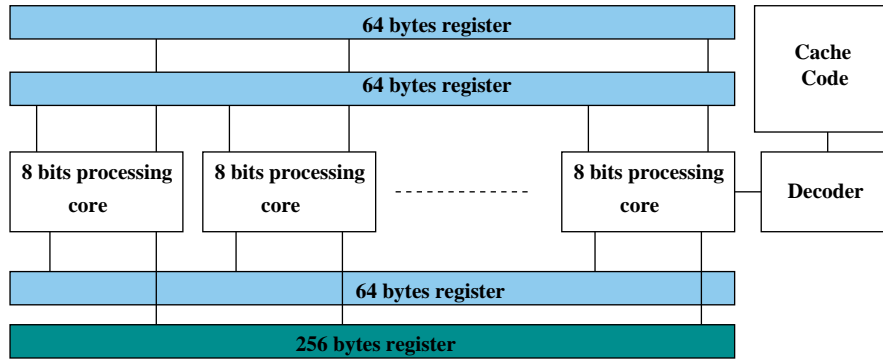 64 bytes register
Cache
Code
64 bytes register
8 bits processing
core
8 bits processing
core
8 bits processing
core
Decoder
64 bytes register
256 bytes register